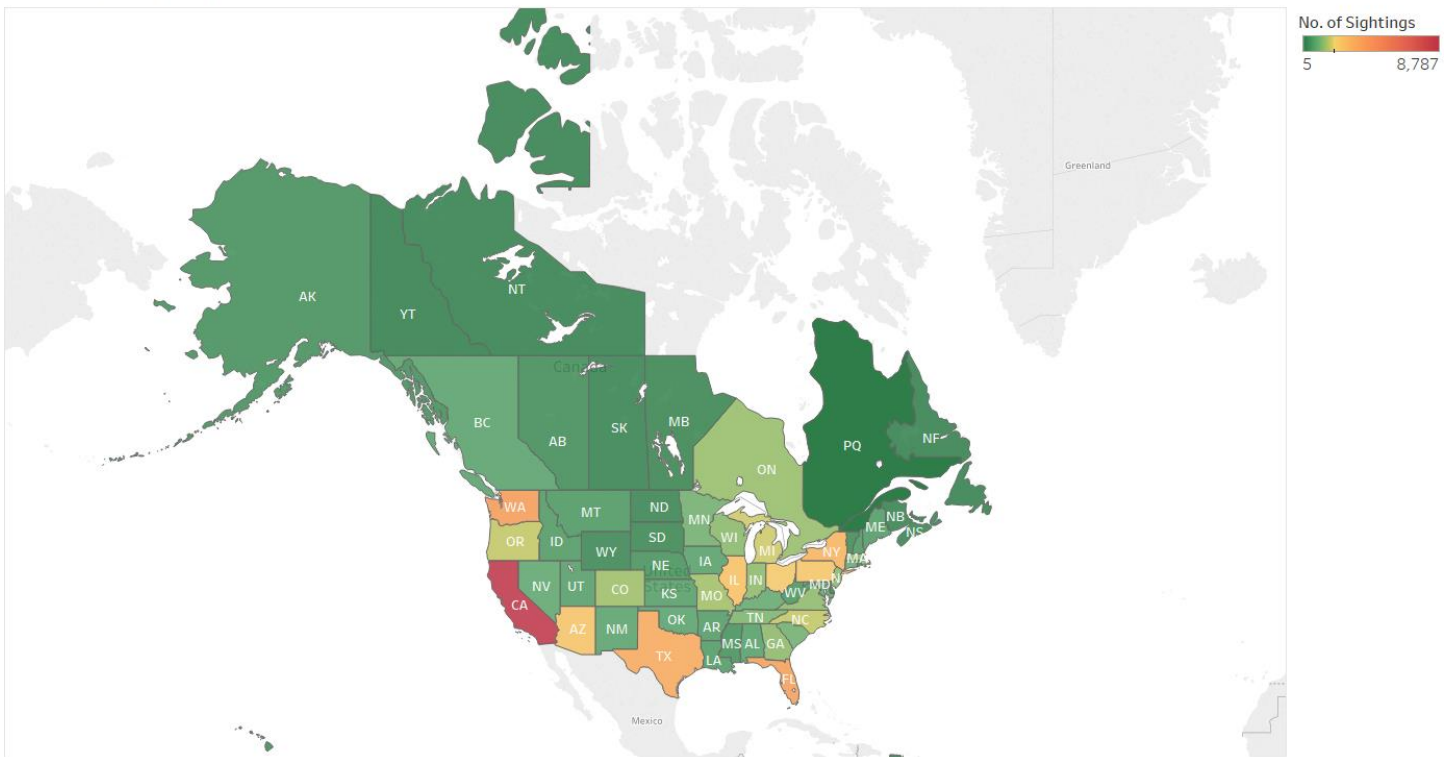 No. of Sightings
5 8,787
Greenland
AK
YT
NT
Canada
BC
AB
SK
MB
ON
PQ
NF
NB
NS
ME
WA
MT
ND
MN
OR
ID
WY
SD
WI
MI
NY
MA
NE
IA
United States
IL
IN
MD
WV
NV
UT
CO
KS
MO
CA
AZ
NM
OK
AR
TN
NC
TX
LA
MS
AL
GA
FL
Mexico